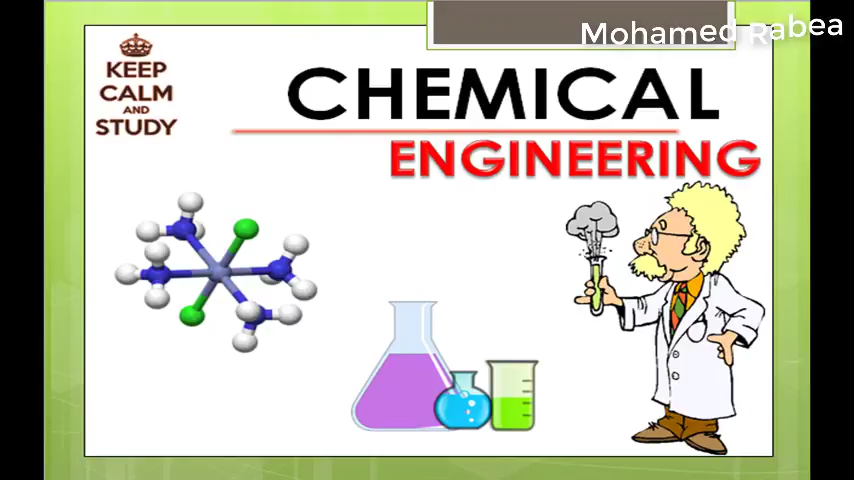 Mohamed Rabea
KEEP
CALM
AND
STUDY
CHEMICAL
ENGINEERING